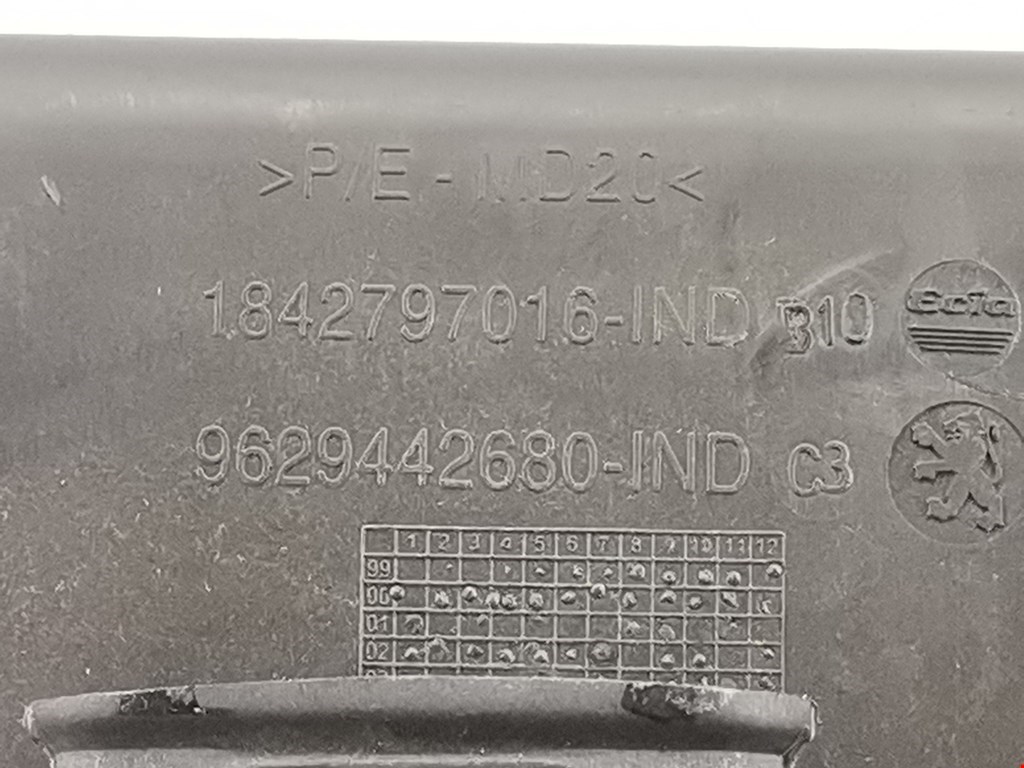 >P/E-MD20<
1842797016-IND B10
Ecia
9629442680-IND C3
1 2 3 4 5 6 7 8 9 10 11 12
99
00
01
02